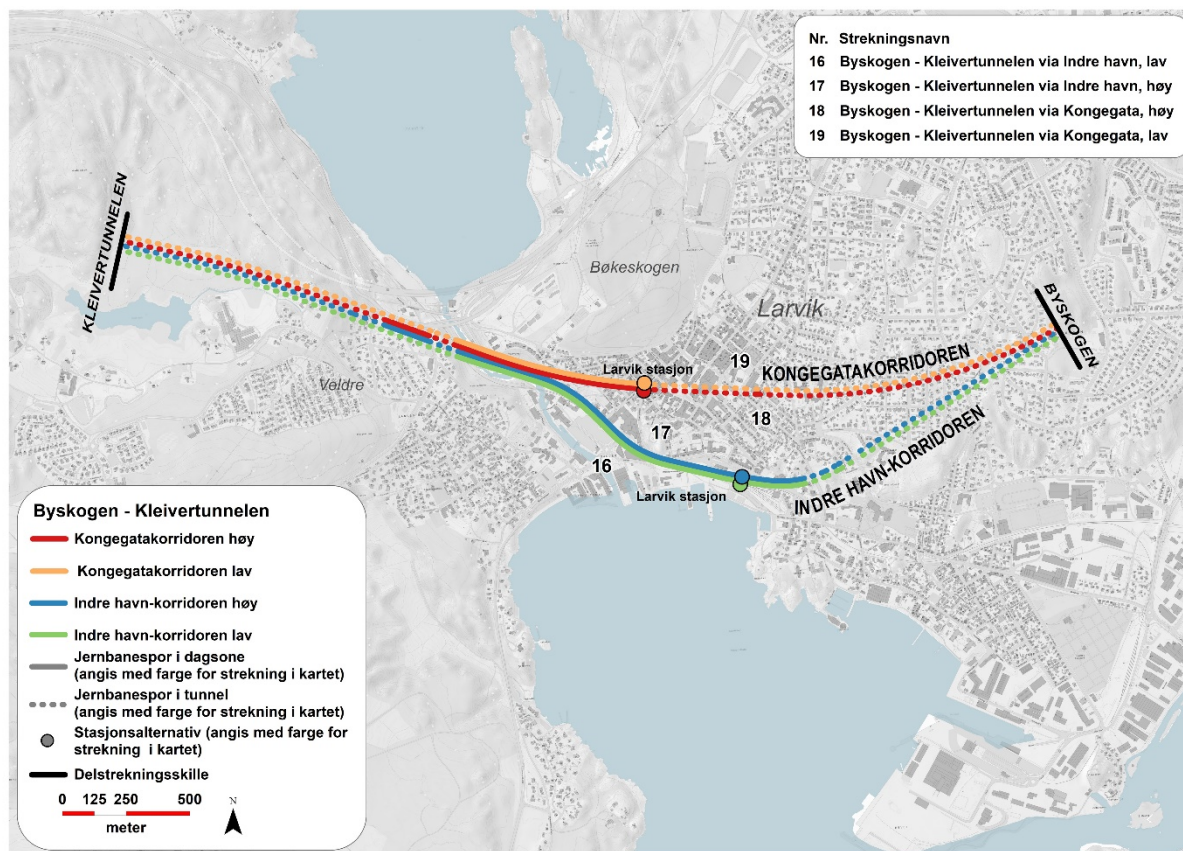 Nr. Strekningsnavn
16 Byskogen - Kleivertunnelen via Indre havn, lav
17 Byskogen - Kleivertunnelen via Indre havn, høy
18 Byskogen - Kleivertunnelen via Kongegata, høy
19 Byskogen - Kleivertunnelen via Kongegata, lav
KLEIVERTUNNELEN
Bøkeskogen
Larvik
BYSKOGEN
Veldre
Larvik stasjon
19
KONGEGATAKORRIDOREN
18
17
16
Larvik stasjon
INDRE HAVN-KORRIDOREN
Byskogen - Kleivertunnelen
Kongegatakorridoren høy
Kongegatakorridoren lav
Indre havn-korridoren høy
Indre havn-korridoren lav
Jernbanespor i dagsone
(angis med farge for strekning i kartet)
Jernbanespor i tunnel
(angis med farge for strekning i kartet)
Stasjonsalternativ (angis med farge for
strekning i kartet)
Delstrekningsskille
0 125 250 500
meter
N